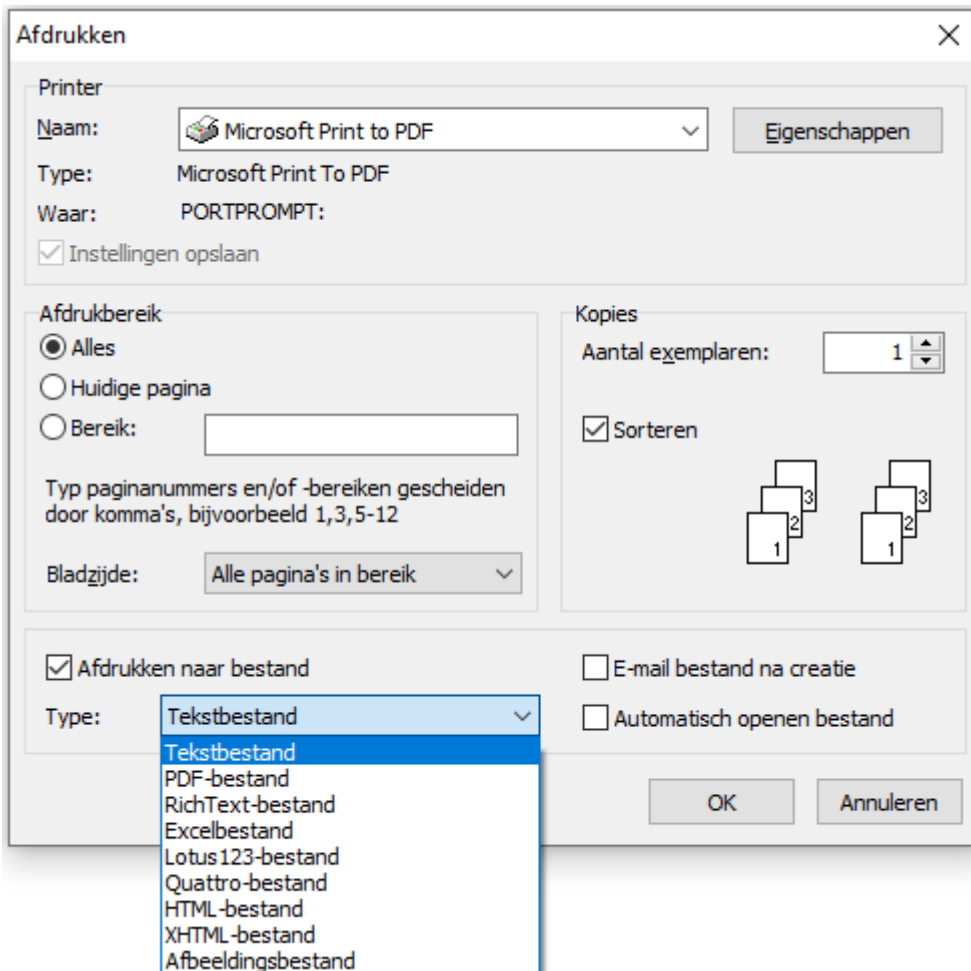 Afdrukken
Printer
Naam: Microsoft Print to PDF Eigenschappen
Type: Microsoft Print To PDF
Waar: PORTPROMPT:
Instellingen opslaan
Afdrukbereik
Alles
Huidige pagina
Bereik:
Typ paginanummers en/of -bereiken gescheiden
door komma's, bijvoorbeeld 1,3,5-12
Bladzijde: Alle pagina's in bereik
Kopies
Aantal exemplaren: 1
Sorteren
1 2 3 1 2 3
Afdrukken naar bestand
E-mail bestand na creatie
Type: Tekstbestand
Automatisch openen bestand
Tekstbestand
PDF-bestand
RichText-bestand
Excelbestand
Lotus123-bestand
Quattro-bestand
HTML-bestand
XHTML-bestand
Afbeeldingsbestand
OK Annuleren